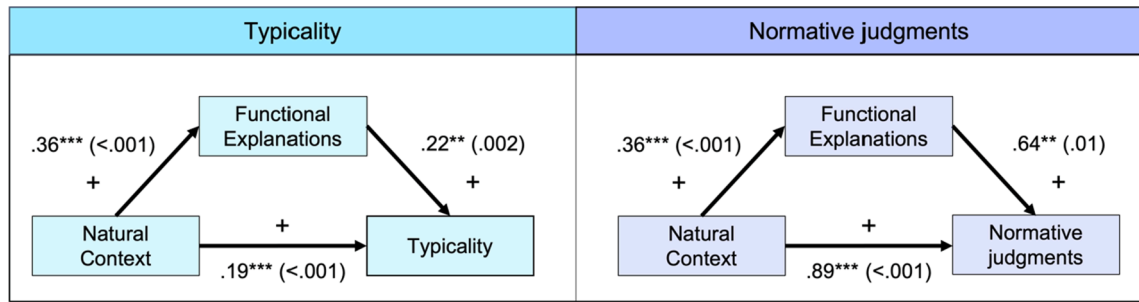 Typicality
Functional
Explanations
.36*** (<.001)
+
.22** (.002)
+
Natural
Context
+
.19*** (<.001)
Typicality
Normative judgments
Functional
Explanations
.36*** (<.001)
+
.64** (.01)
+
Natural
Context
+
.89*** (<.001)
Normative
judgments